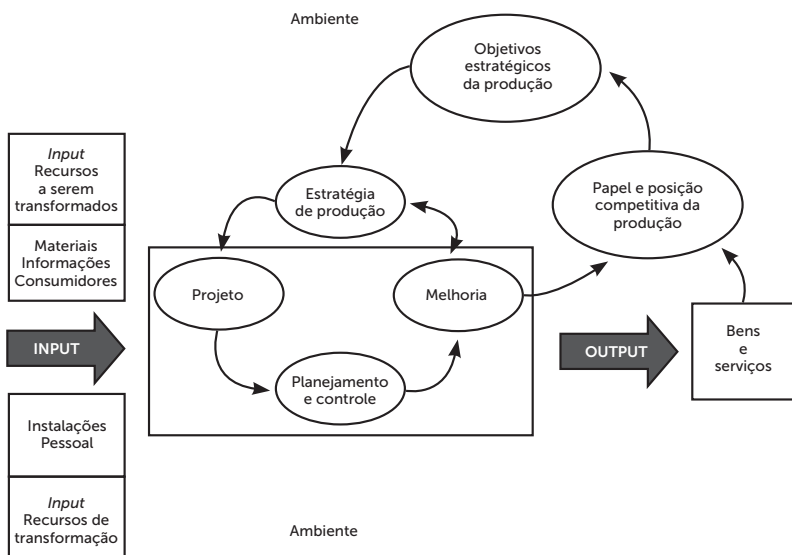 Ambiente
Objetivos
estratégicos
da produção
Input
Recursos
a serem
transformados
Estratégia
de produção
Papel e posição
competitiva da
produção
Materiais
Informações
Consumidores
Projeto
Melhoria
INPUT
OUTPUT
Bens
e
serviços
Planejamento
e controle
Instalações
Pessoal
Input
Recursos de
transformação
Ambiente